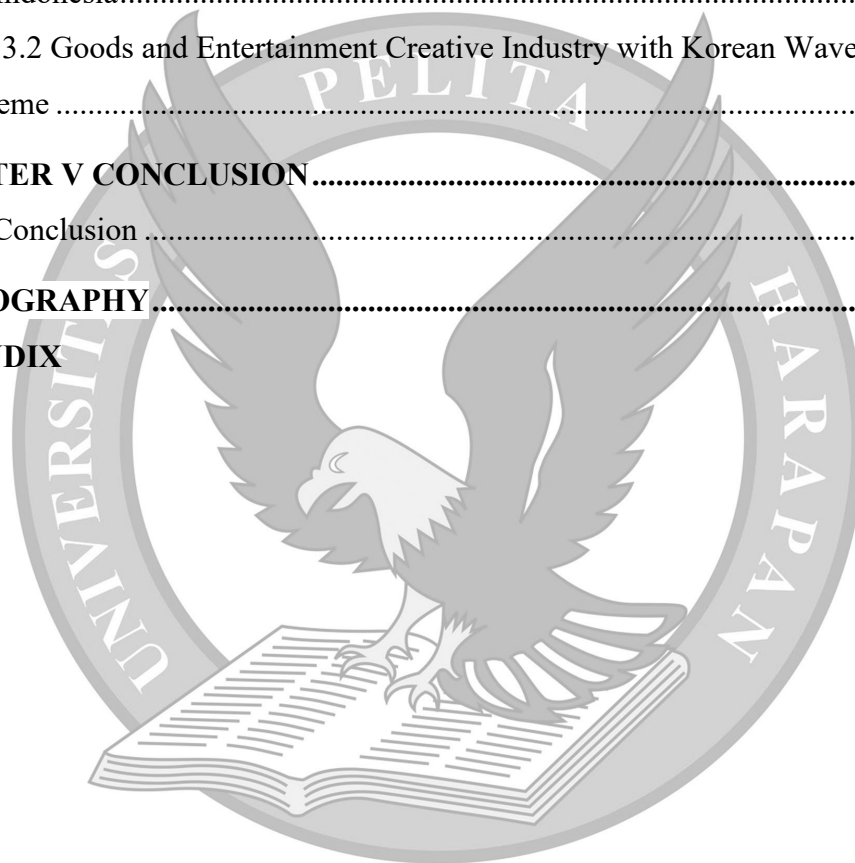 Indonesia..........................................................................................
3.2 Goods and Entertainment Creative Industry with Korean Wave
eme ....................................................................................................
TER V CONCLUSION.......................................................................
Conclusion .........................................................................................
OGRAPHY.........................................................................................
DIX
UNIVERSITAS PELITA HARAPAN